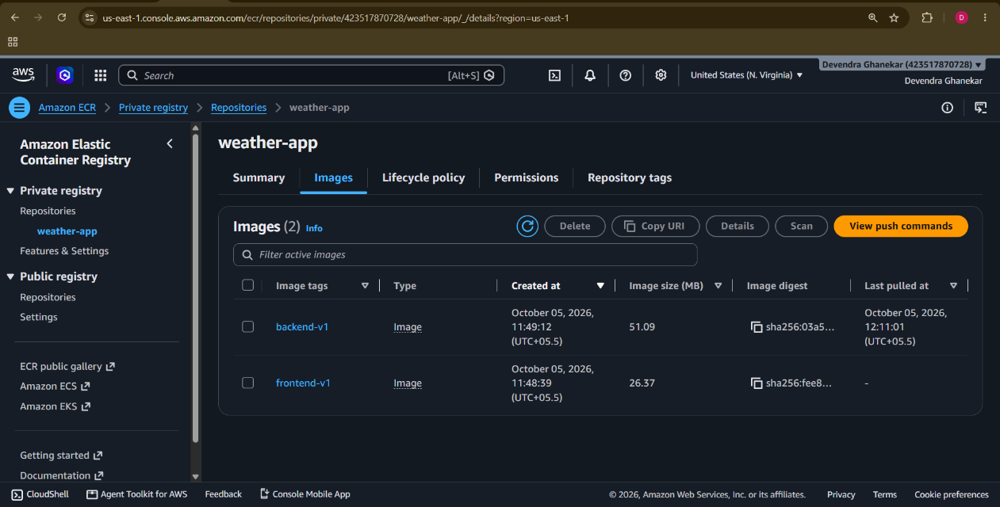 us-east-1.console.aws.amazon.com/ecr/repositories/private/423517870728/weather-app/_/details?region=us-east-1
D
aws
Search
[Alt+S]
United States (N. Virginia)
Devendra Ghanekar (423517870728)
Devendra Ghanekar
Amazon ECR
Private registry
Repositories
weather-app
Amazon Elastic
Container Registry
Private registry
Repositories
weather-app
Features & Settings
Public registry
Repositories
Settings
ECR public gallery
Amazon ECS
Amazon EKS
Getting started
Documentation
weather-app
Summary
Images
Lifecycle policy
Permissions
Repository tags
Images (2) Info
Delete
Copy URI
Details
Scan
View push commands
Filter active images
Image tags
Type
Created at
Image size (MB)
Image digest
Last pulled at
backend-v1
Image
October 05, 2026,
11:49:12
(UTC+05.5)
51.09
sha256:03a5...
October 05, 2026,
12:11:01
(UTC+05.5)
frontend-v1
Image
October 05, 2026,
11:48:39
(UTC+05.5)
26.37
sha256:fee8...
-
CloudShell
Agent Toolkit for AWS
Feedback
Console Mobile App
© 2026, Amazon Web Services, Inc. or its affiliates.
Privacy
Terms
Cookie preferences